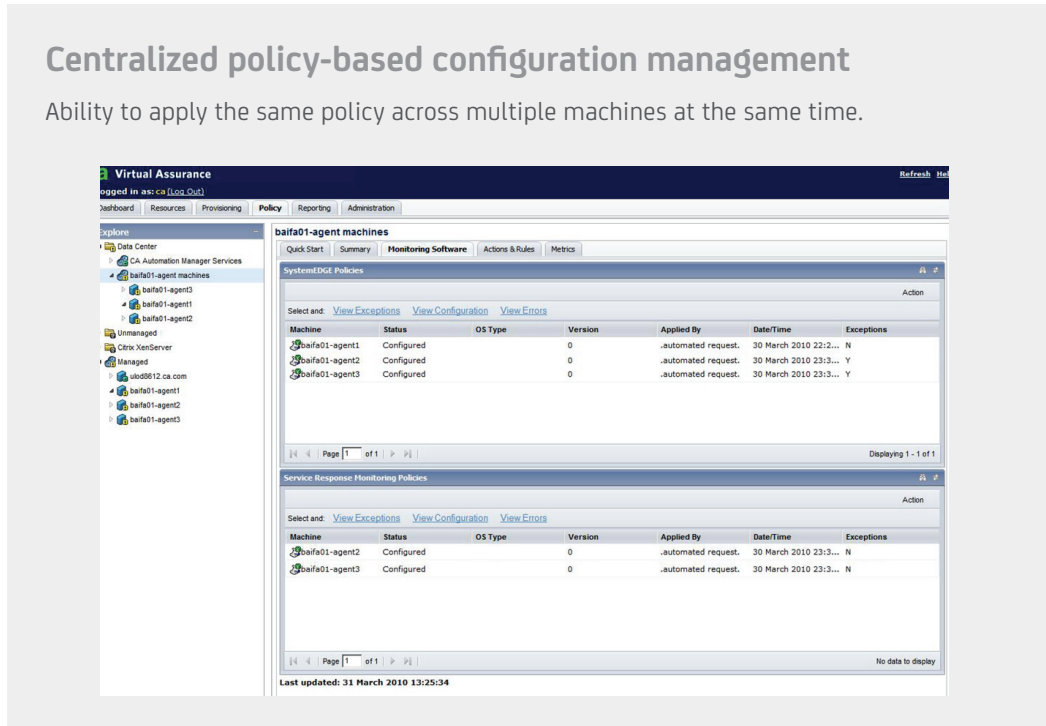 Centralized policy-based configuration management
Ability to apply the same policy across multiple machines at the same time.
Virtual Assurance
Refresh Hel
ogged in as: ca (Log Out)
Dashboard Resources Provisioning Policy Reporting Administration
Explore
Data Center
CA Automation Manager Services
baifa01-agent machines
baifa01-agent3
baifa01-agent1
baifa01-agent2
Unmanaged
Citrix XenServer
Managed
ulod8612.ca.com
baifa01-agent1
baifa01-agent2
baifa01-agent3
baifa01-agent machines
Quick Start Summary Monitoring Software Actions & Rules Metrics
SystemEDGE Policies
Action
Select and: View Exceptions View Configuration View Errors
Machine Status OS Type Version Applied By Date/Time Exceptions
baifa01-agent1 Configured 0 .automated request. 30 March 2010 22:2... N
baifa01-agent2 Configured 0 .automated request. 30 March 2010 23:3... Y
baifa01-agent3 Configured 0 .automated request. 30 March 2010 23:3... Y
Page 1 of 1
Displaying 1 - 1 of 1
Service Response Monitoring Policies
Action
Select and: View Exceptions View Configuration View Errors
Machine Status OS Type Version Applied By Date/Time Exceptions
baifa01-agent2 Configured 0 .automated request. 30 March 2010 23:3... N
baifa01-agent3 Configured 0 .automated request. 30 March 2010 23:3... N
Page 1 of 1
No data to display
Last updated: 31 March 2010 13:25:34